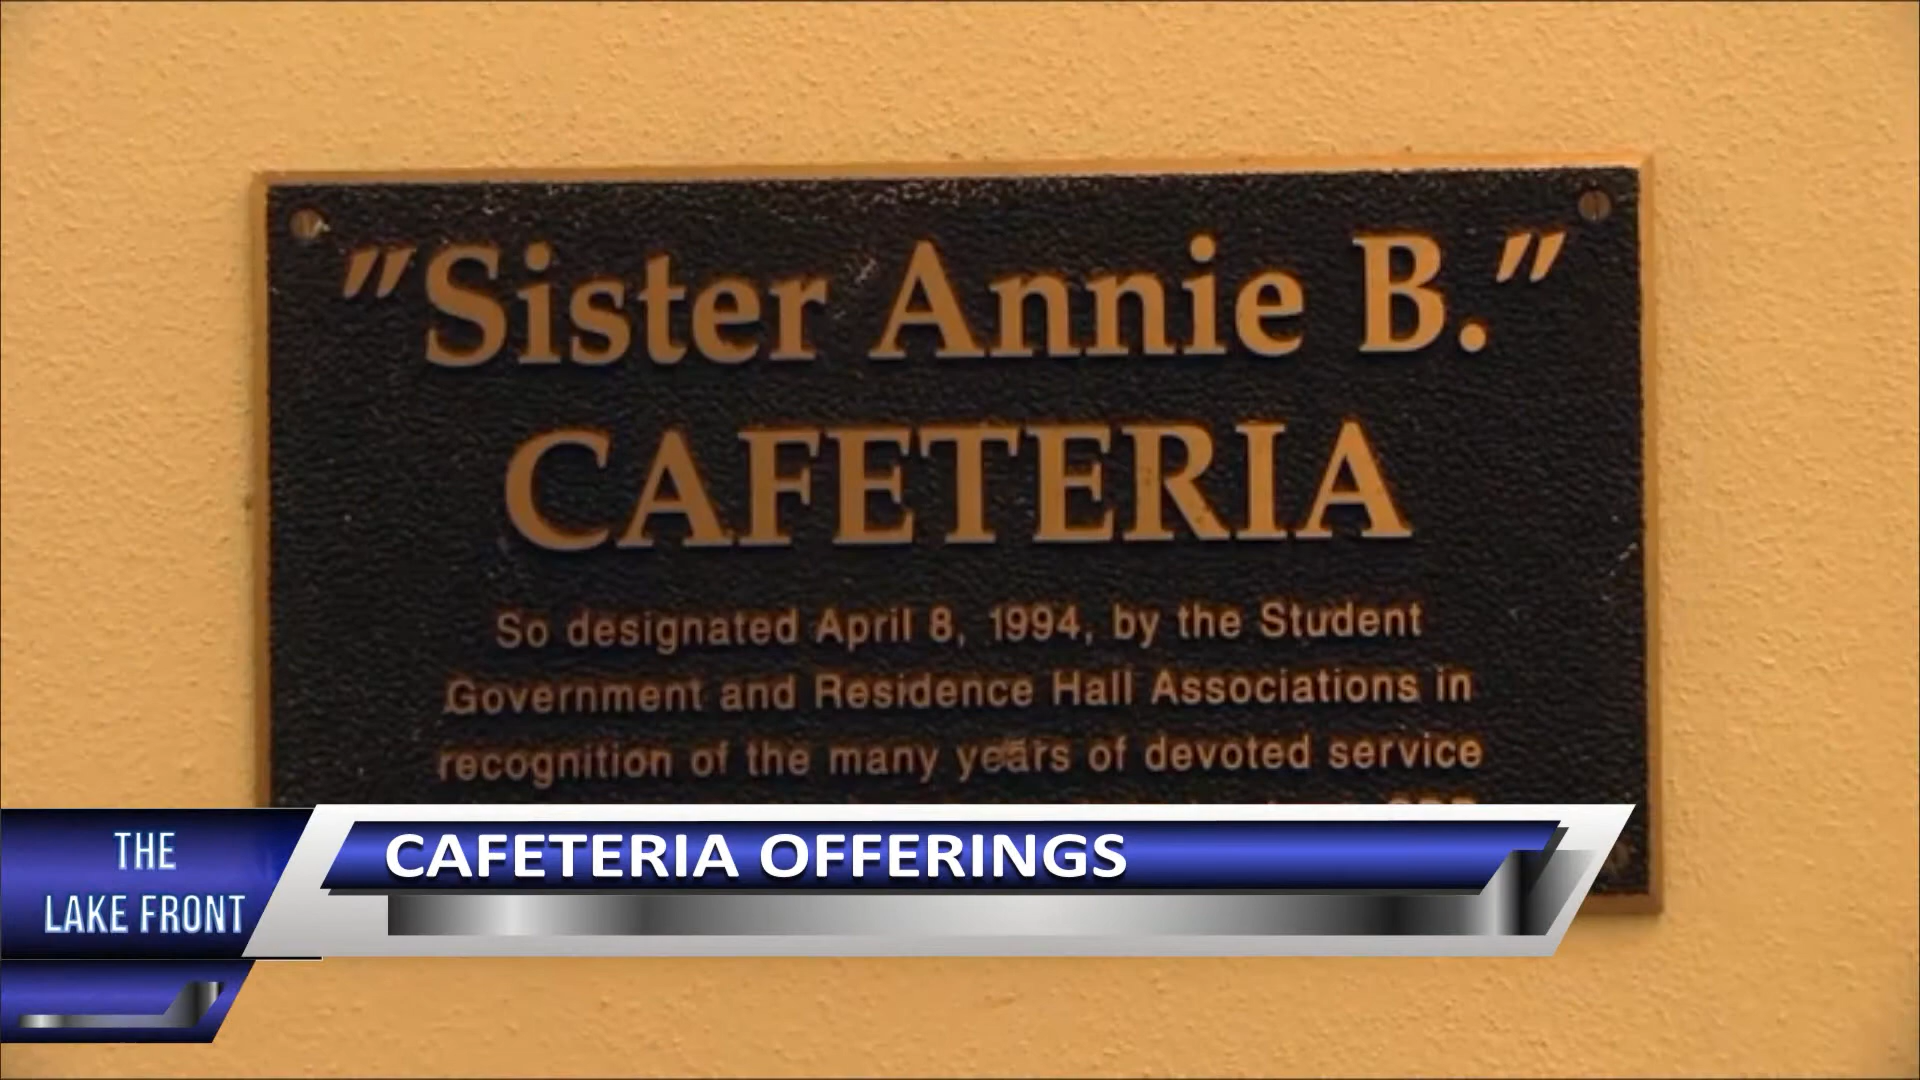 "Sister Annie B."
CAFETERIA
So designated April 8, 1994, by the Student
Government and Residence Hall Associations in
recognition of the many years of devoted service
THE
LAKE FRONT
CAFETERIA OFFERINGS